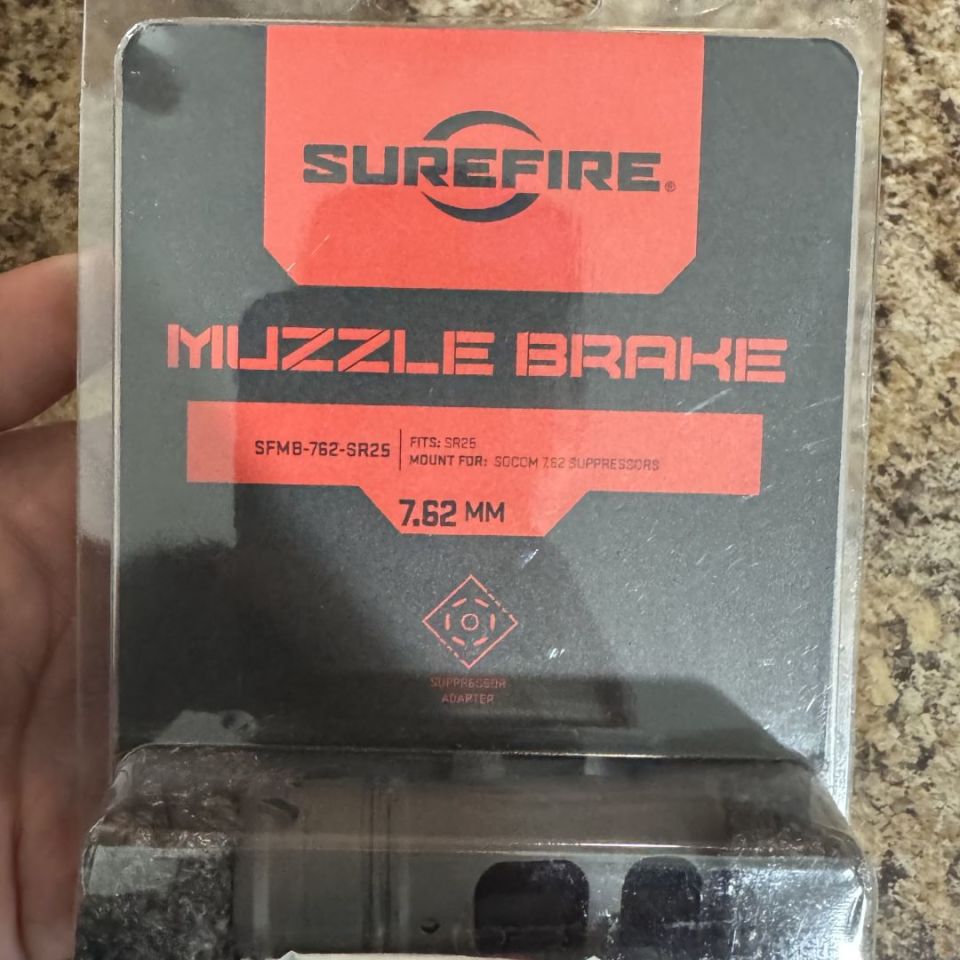 SUREFIRE®
MUZZLE BRAKE
SFMB-762-SR25
FITS: SR25
MOUNT FOR: SOCOM 7.62 SUPPRESSORS
7.62 MM
SUPPRESSOR
ADAPTER